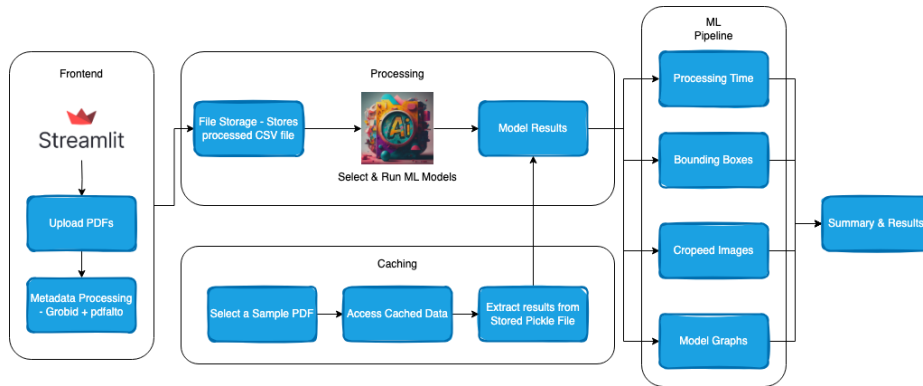 Frontend
Streamlit
Upload PDFs
Metadata Processing
- Grobid + pdfalto
Processing
File Storage - Stores
processed CSV file
Ai
Select & Run ML Models
Model Results
Caching
Select a Sample PDF
Access Cached Data
Extract results from
Stored Pickle File
ML
Pipeline
Processing Time
Bounding Boxes
Cropeed Images
Model Graphs
Summary & Results